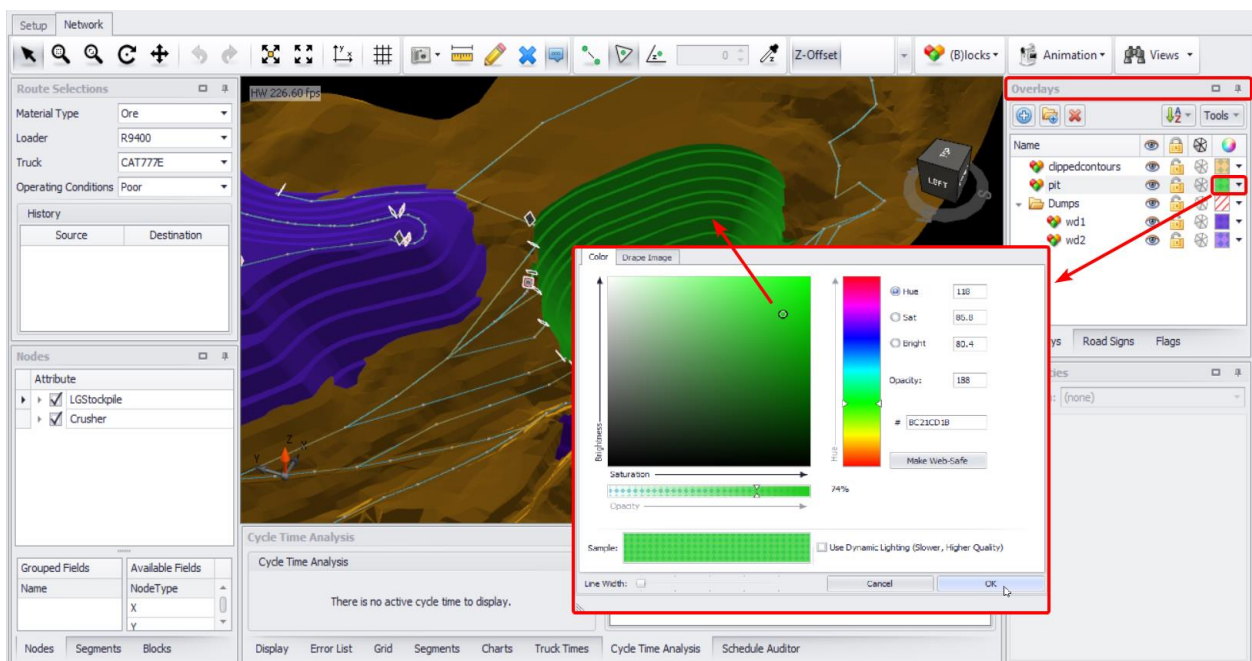 Setup Network
0 Z-Offset (B)locks Animation Views
Route Selections
Material Type Ore
Loader R9400
Truck CAT777E
Operating Conditions Poor
History
Source Destination
HW 226.60 fps
LEFT
S
Z
X
Y
Overlays
Tools
Name
clippedcontours
pit
Dumps
wd1
wd2
Road Signs Flags
(none)
Nodes
Attribute
LGStockpile
Crusher
Grouped Fields Available Fields
Name NodeType
X
Y
Nodes Segments Blocks
Color Drape Image
Hue 118
Sat 86.8
Bright 80.4
Opacity: 188
# BC21CD1B
Make Web-Safe
Brightness
Hue
Saturation
74%
Opacity
Sample: Use Dynamic Lighting (Slower, Higher Quality)
Line Width: Cancel OK
Cycle Time Analysis
Cycle Time Analysis
There is no active cycle time to display.
Display Error List Grid Segments Charts Truck Times Cycle Time Analysis Schedule Auditor